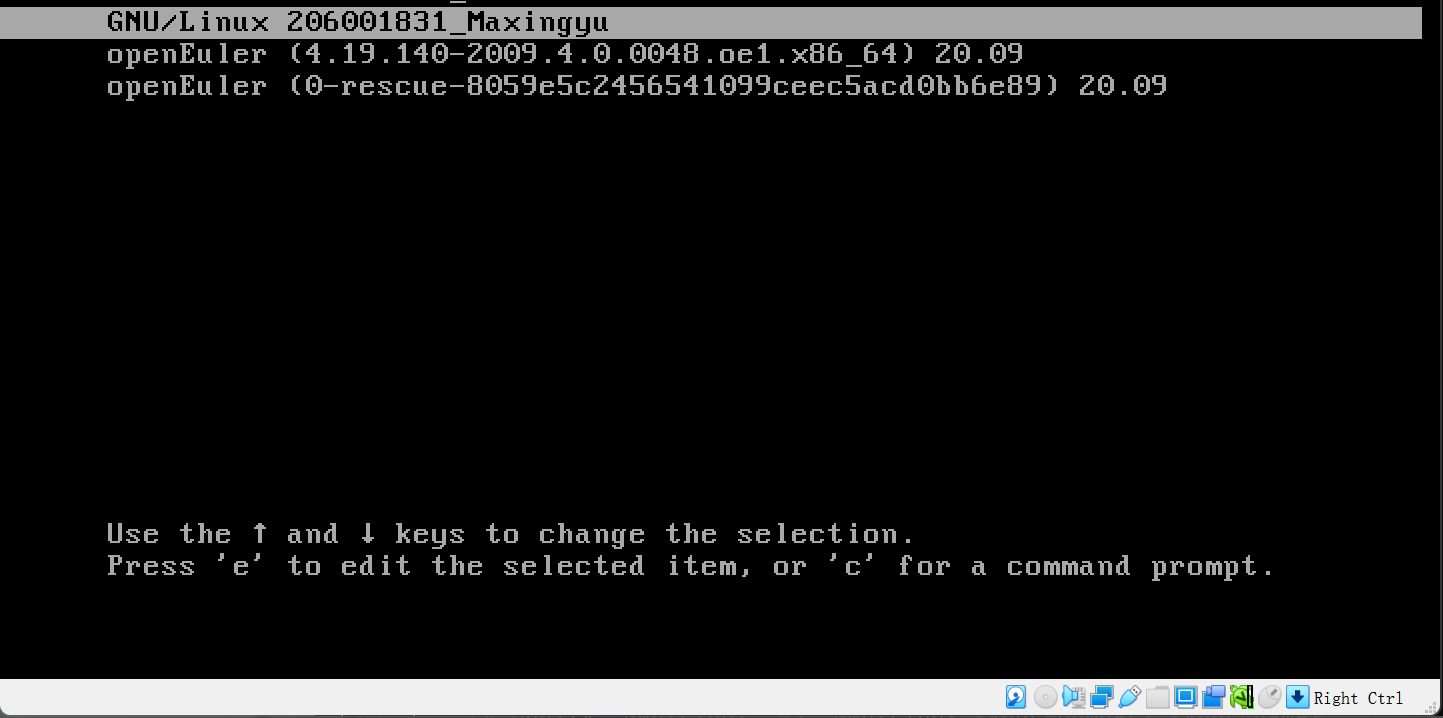 GNU/Linux 206001831_Maxingyu
openEuler (4.19.140-2009.4.0.0048.oe1.x86_64) 20.09
openEuler (0-rescue-8059e5c2456541099ceec5acd0bb6e89) 20.09
Use the ↑ and ↓ keys to change the selection.
Press 'e' to edit the selected item, or 'c' for a command prompt.
Right Ctrl